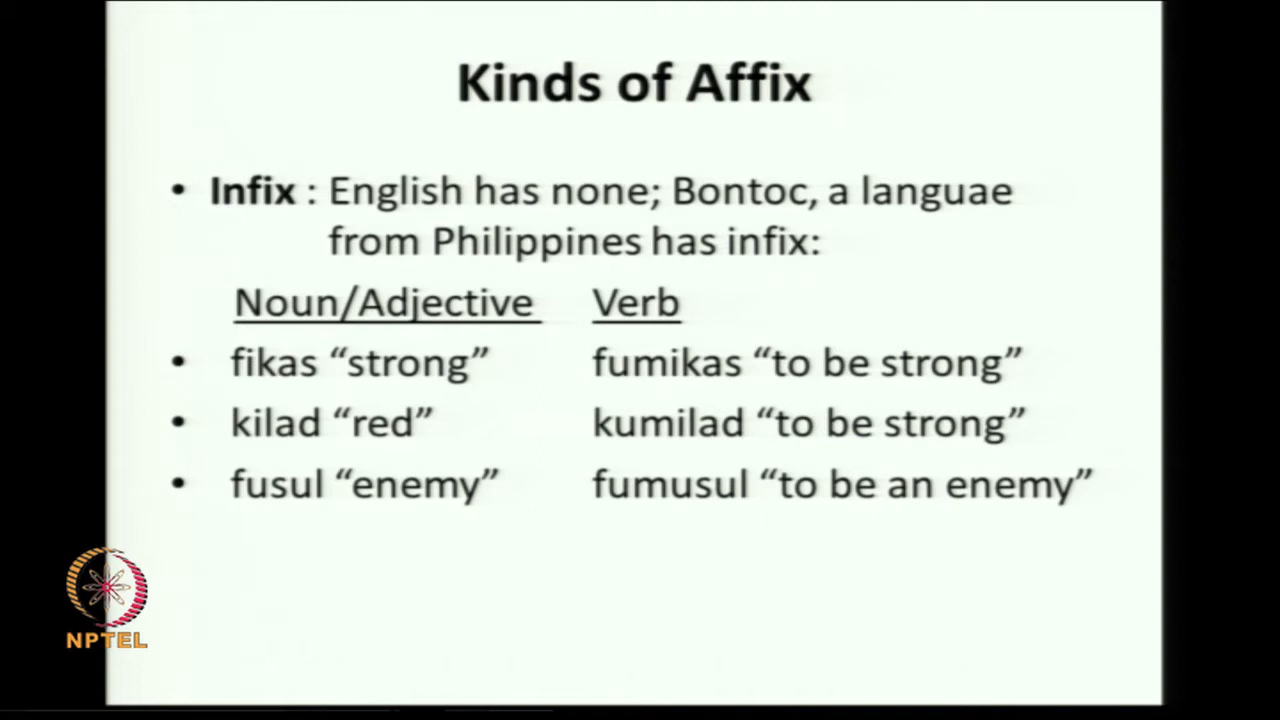 Kinds of Affix
• Infix : English has none; Bontoc, a languae
from Philippines has infix:
Noun/Adjective Verb
• fikas “strong” fumikas “to be strong”
• kilad “red” kumilad “to be strong”
• fusul “enemy” fumusul “to be an enemy”
NPTEL